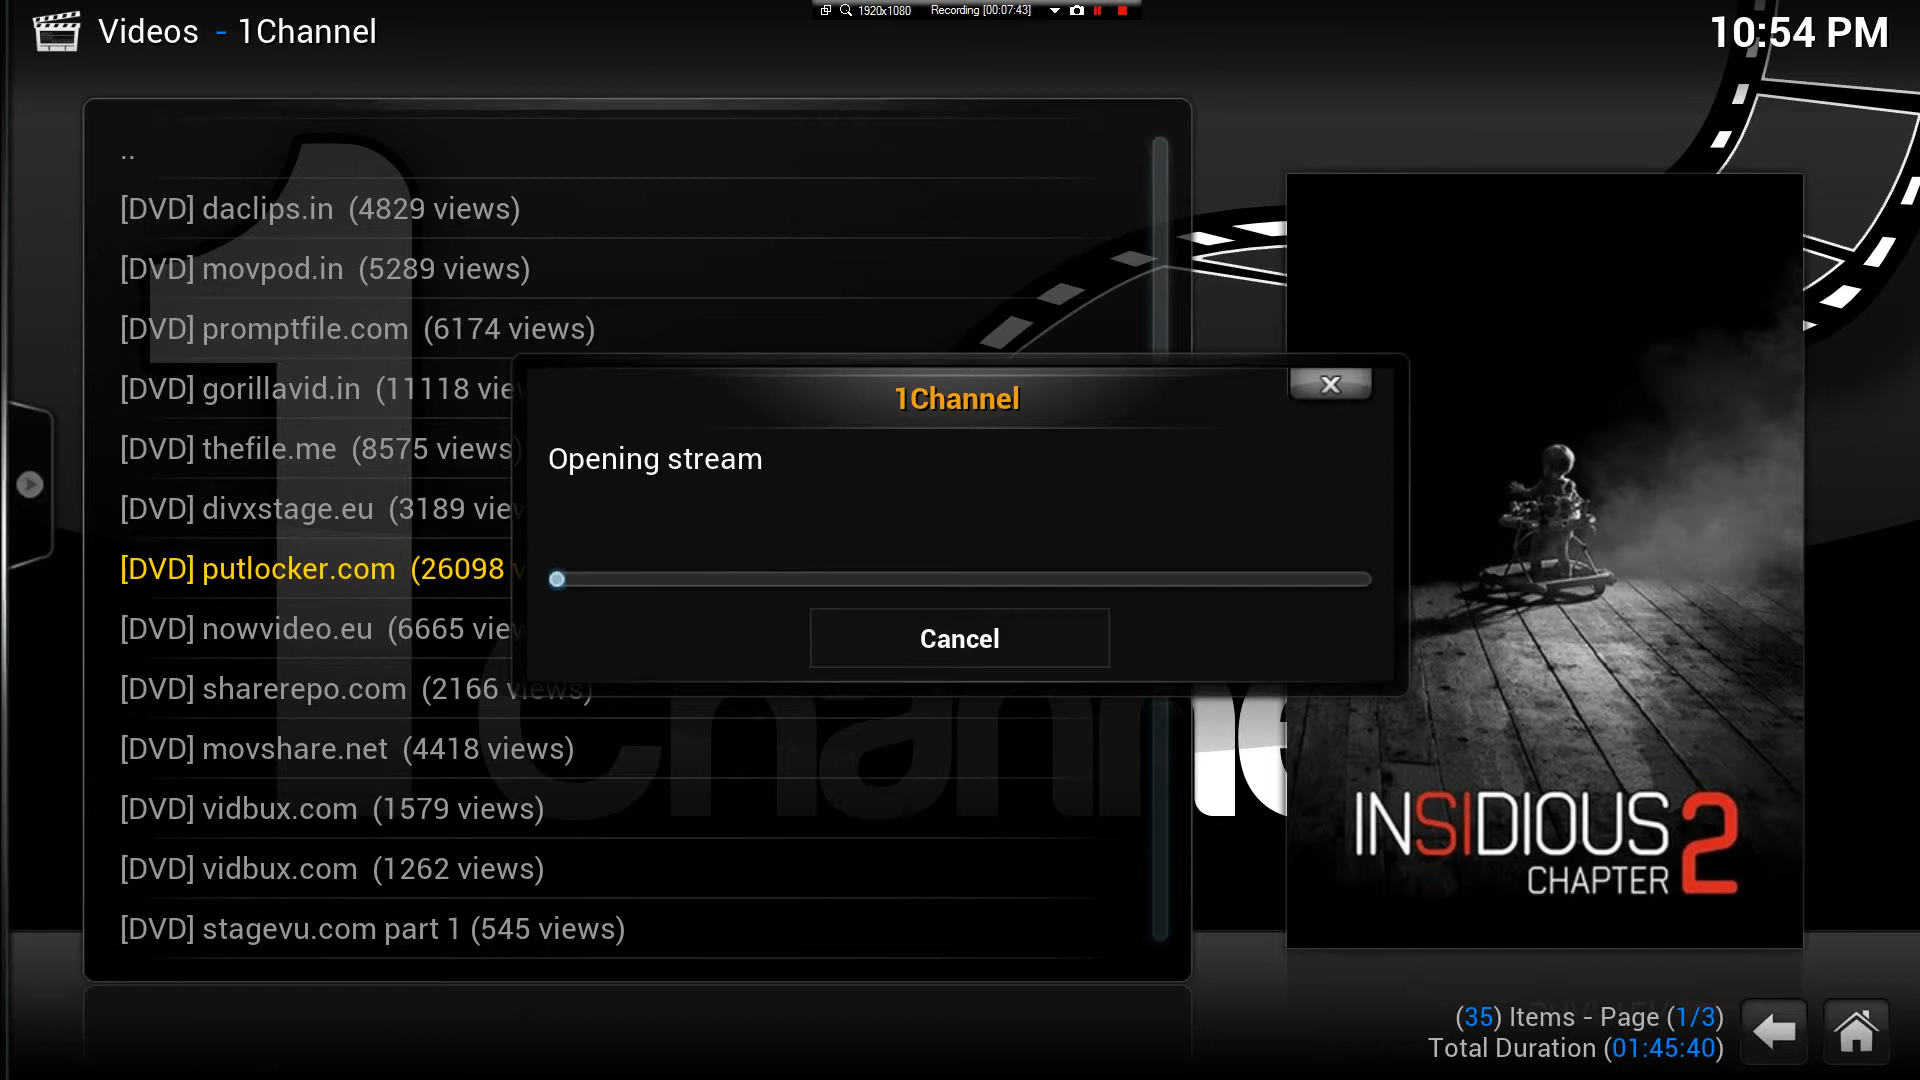 1920x1080 Recording [00:07:43]
Videos - 1Channel
10:54 PM
..
[DVD] daclips.in (4829 views)
[DVD] movpod.in (5289 views)
[DVD] promptfile.com (6174 views)
[DVD] gorillavid.in (11118 vie
[DVD] thefile.me (8575 views)
[DVD] divxstage.eu (3189 vie
[DVD] putlocker.com (26098 v
[DVD] nowvideo.eu (6665 vie
[DVD] sharerepo.com (2166 views)
[DVD] movshare.net (4418 views)
[DVD] vidbux.com (1579 views)
[DVD] vidbux.com (1262 views)
[DVD] stagevu.com part 1 (545 views)
1Channel
1Channel
X
Opening stream
Cancel
INSIDIOUS
CHAPTER 2
(35) Items - Page (1/3)
Total Duration (01:45:40)